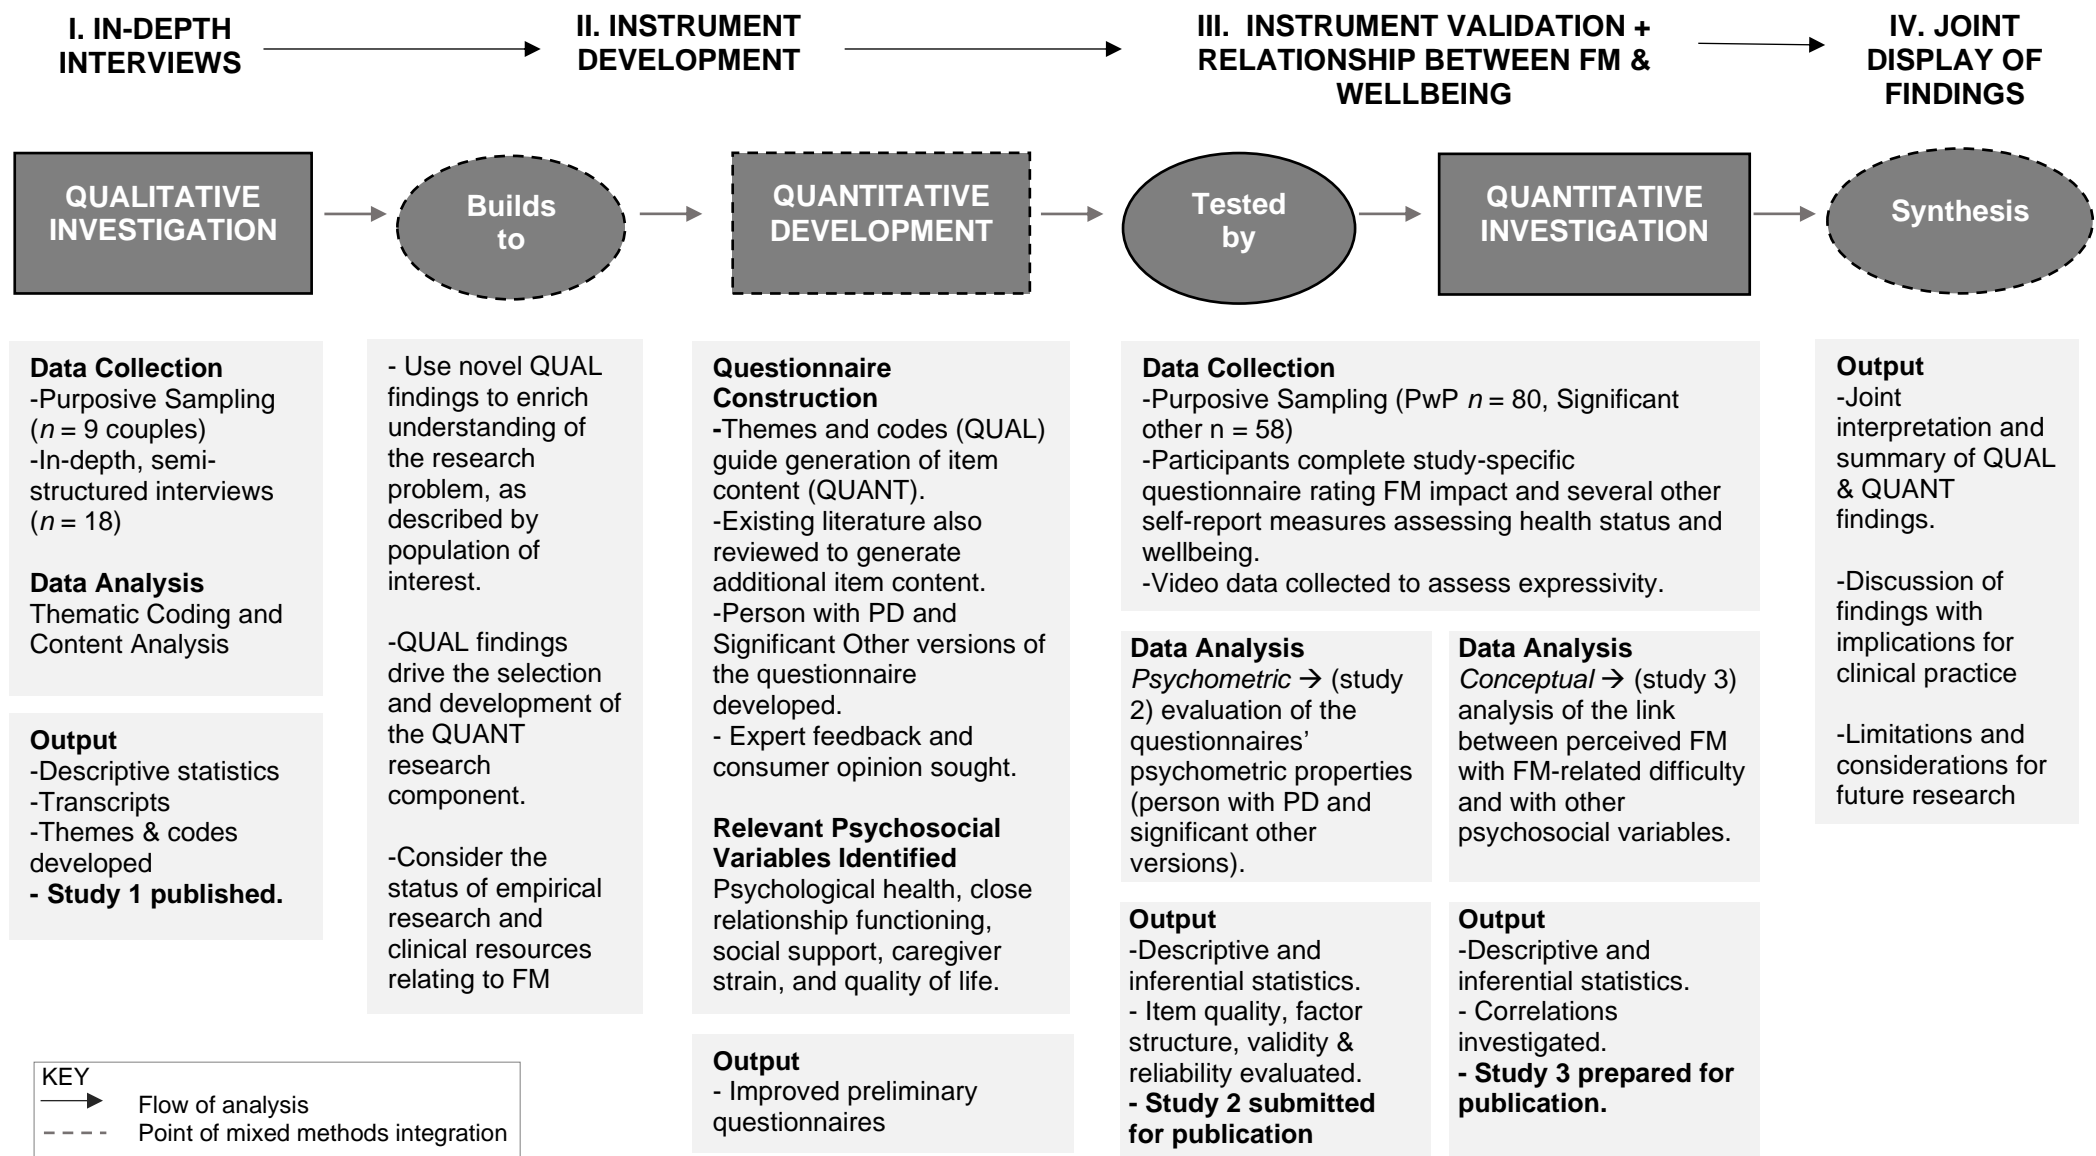 I. IN-DEPTH
INTERVIEWS
II. INSTRUMENT
DEVELOPMENT
III. INSTRUMENT VALIDATION +
RELATIONSHIP BETWEEN FM &
WELLBEING
IV. JOINT
DISPLAY OF
FINDINGS
QUALITATIVE
INVESTIGATION
Builds
to
QUANTITATIVE
DEVELOPMENT
Tested
by
QUANTITATIVE
INVESTIGATION
Synthesis
Data Collection
-Purposive Sampling
(n = 9 couples)
-In-depth, semi-
structured interviews
(n = 18)
Data Analysis
Thematic Coding and
Content Analysis
Output
-Descriptive statistics
-Transcripts
-Themes & codes
developed
- Study 1 published.
- Use novel QUAL
findings to enrich
understanding of
the research
problem, as
described by
population of
interest.
-QUAL findings
drive the selection
and development of
the QUANT
research
component.
-Consider the
status of empirical
research and
clinical resources
relating to FM
Questionnaire
Construction
-Themes and codes (QUAL)
guide generation of item
content (QUANT).
-Existing literature also
reviewed to generate
additional item content.
-Person with PD and
Significant Other versions of
the questionnaire
developed.
- Expert feedback and
consumer opinion sought.
Relevant Psychosocial
Variables Identified
Psychological health, close
relationship functioning,
social support, caregiver
strain, and quality of life.
Output
- Improved preliminary
questionnaires
Data Collection
-Purposive Sampling (PwP n = 80, Significant
other n = 58)
-Participants complete study-specific
questionnaire rating FM impact and several other
self-report measures assessing health status and
wellbeing.
-Video data collected to assess expressivity.
Data Analysis
Psychometric → (study
2) evaluation of the
questionnaires’
psychometric properties
(person with PD and
significant other
versions).
Output
-Descriptive and
inferential statistics.
- Item quality, factor
structure, validity &
reliability evaluated.
- Study 2 submitted
for publication
Data Analysis
Conceptual → (study 3)
analysis of the link
between perceived FM
with FM-related difficulty
and with other
psychosocial variables.
Output
-Descriptive and
inferential statistics.
- Correlations
investigated.
- Study 3 prepared for
publication.
Output
-Joint
interpretation and
summary of QUAL
& QUANT
findings.
-Discussion of
findings with
implications for
clinical practice
-Limitations and
considerations for
future research
KEY
Flow of analysis
Point of mixed methods integration